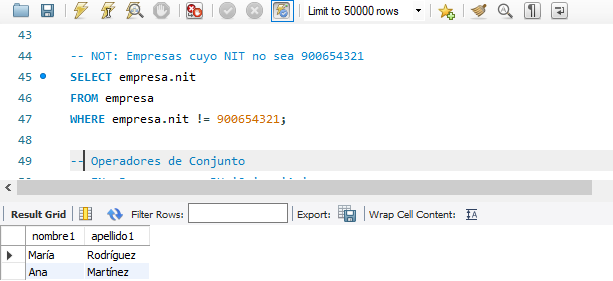 Limit to 50000 rows
43
44 -- NOT: Empresas cuyo NIT no sea 900654321
45 SELECT empresa.nit
46 FROM empresa
47 WHERE empresa.nit != 900654321;
48
49 -- Operadores de Conjunto
Result Grid Filter Rows: Export: Wrap Cell Content:
nombre1 apellido1
María Rodríguez
Ana Martínez